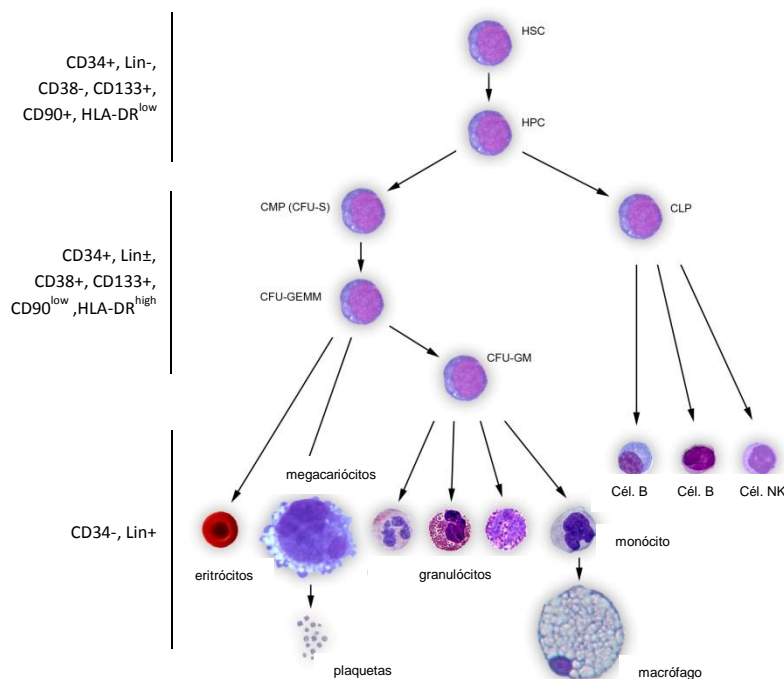 HSC
CD34+, Lin-,
CD38-, CD133+,
CD90+, HLA-DRlow
HPC
CMP (CFU-S)
CLP
CD34+, Lin±,
CD38+, CD133+,
CD90low ,HLA-DRhigh
CFU-GEMM
CFU-GM
megacariócitos
Cél. B
Cél. B
Cél. NK
CD34-, Lin+
monócito
eritrócitos
granulócitos
plaquetas
macrófago